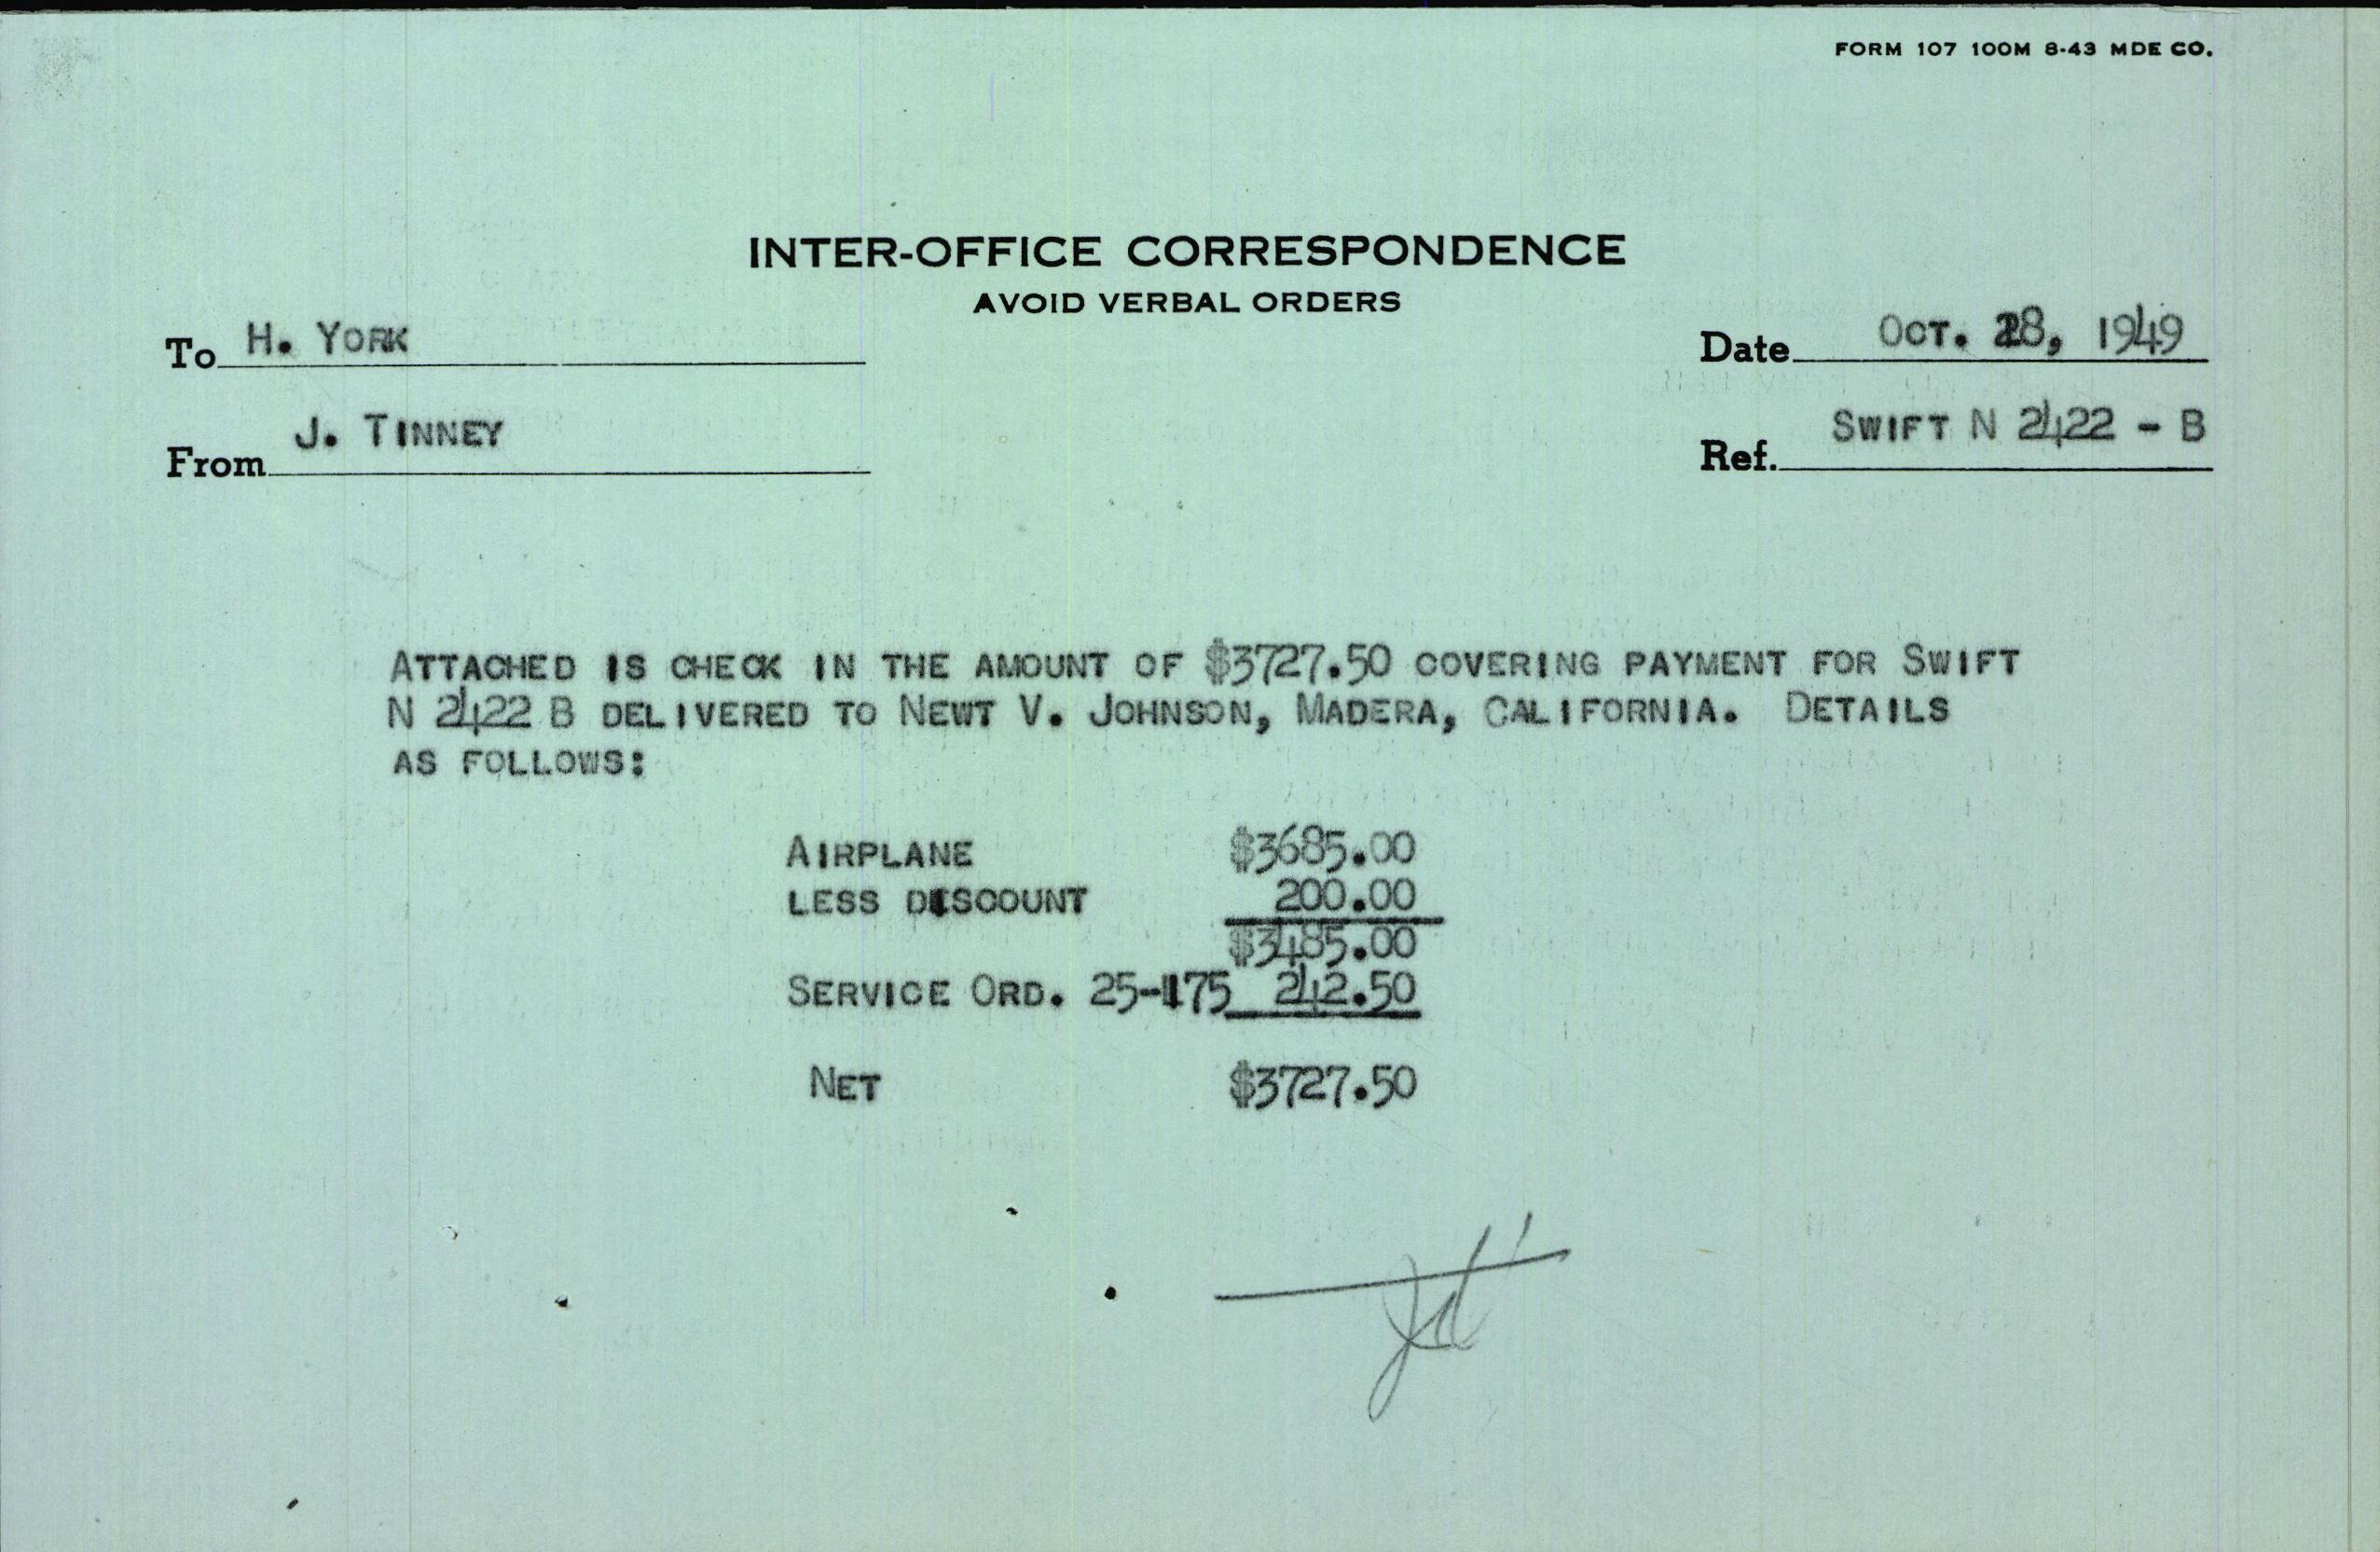 FORM 107 100M 8-43 MDE CO.
INTER-OFFICE CORRESPONDENCE
AVOID VERBAL ORDERS
To H. YORK
Date OCT. 28, 1949
From J. TINNEY
Ref. SWIFT N 2422 - B
ATTACHED IS CHECK IN THE AMOUNT OF $3727.50 COVERING PAYMENT FOR SWIFT
N 2422 B DELIVERED TO NEWT V. JOHNSON, MADERA, CALIFORNIA. DETAILS
AS FOLLOWS:
AIRPLANE $3685.00
LESS DISCOUNT 200.00
$3485.00
SERVICE ORD. 25-175 242.50
NET $3727.50